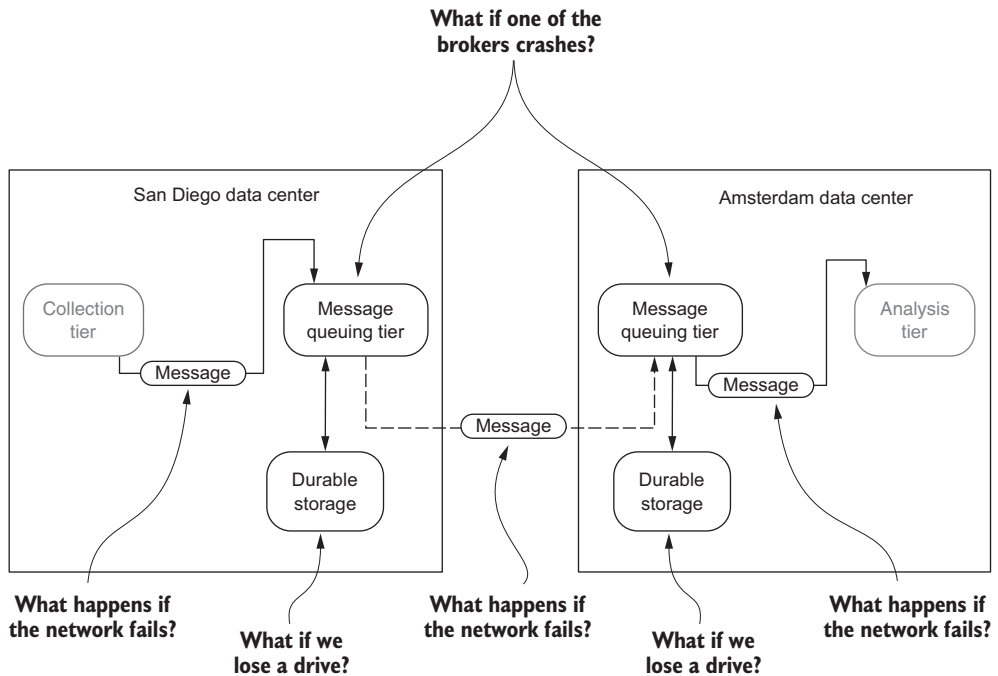 What if one of the
brokers crashes?
San Diego data center
Amsterdam data center
Collection
tier
Message
queuing tier
Message
queuing tier
Analysis
tier
Message
Message
Message
Durable
storage
Durable
storage
What happens if
the network fails?
What happens if
the network fails?
What happens if
the network fails?
What if we
lose a drive?
What if we
lose a drive?